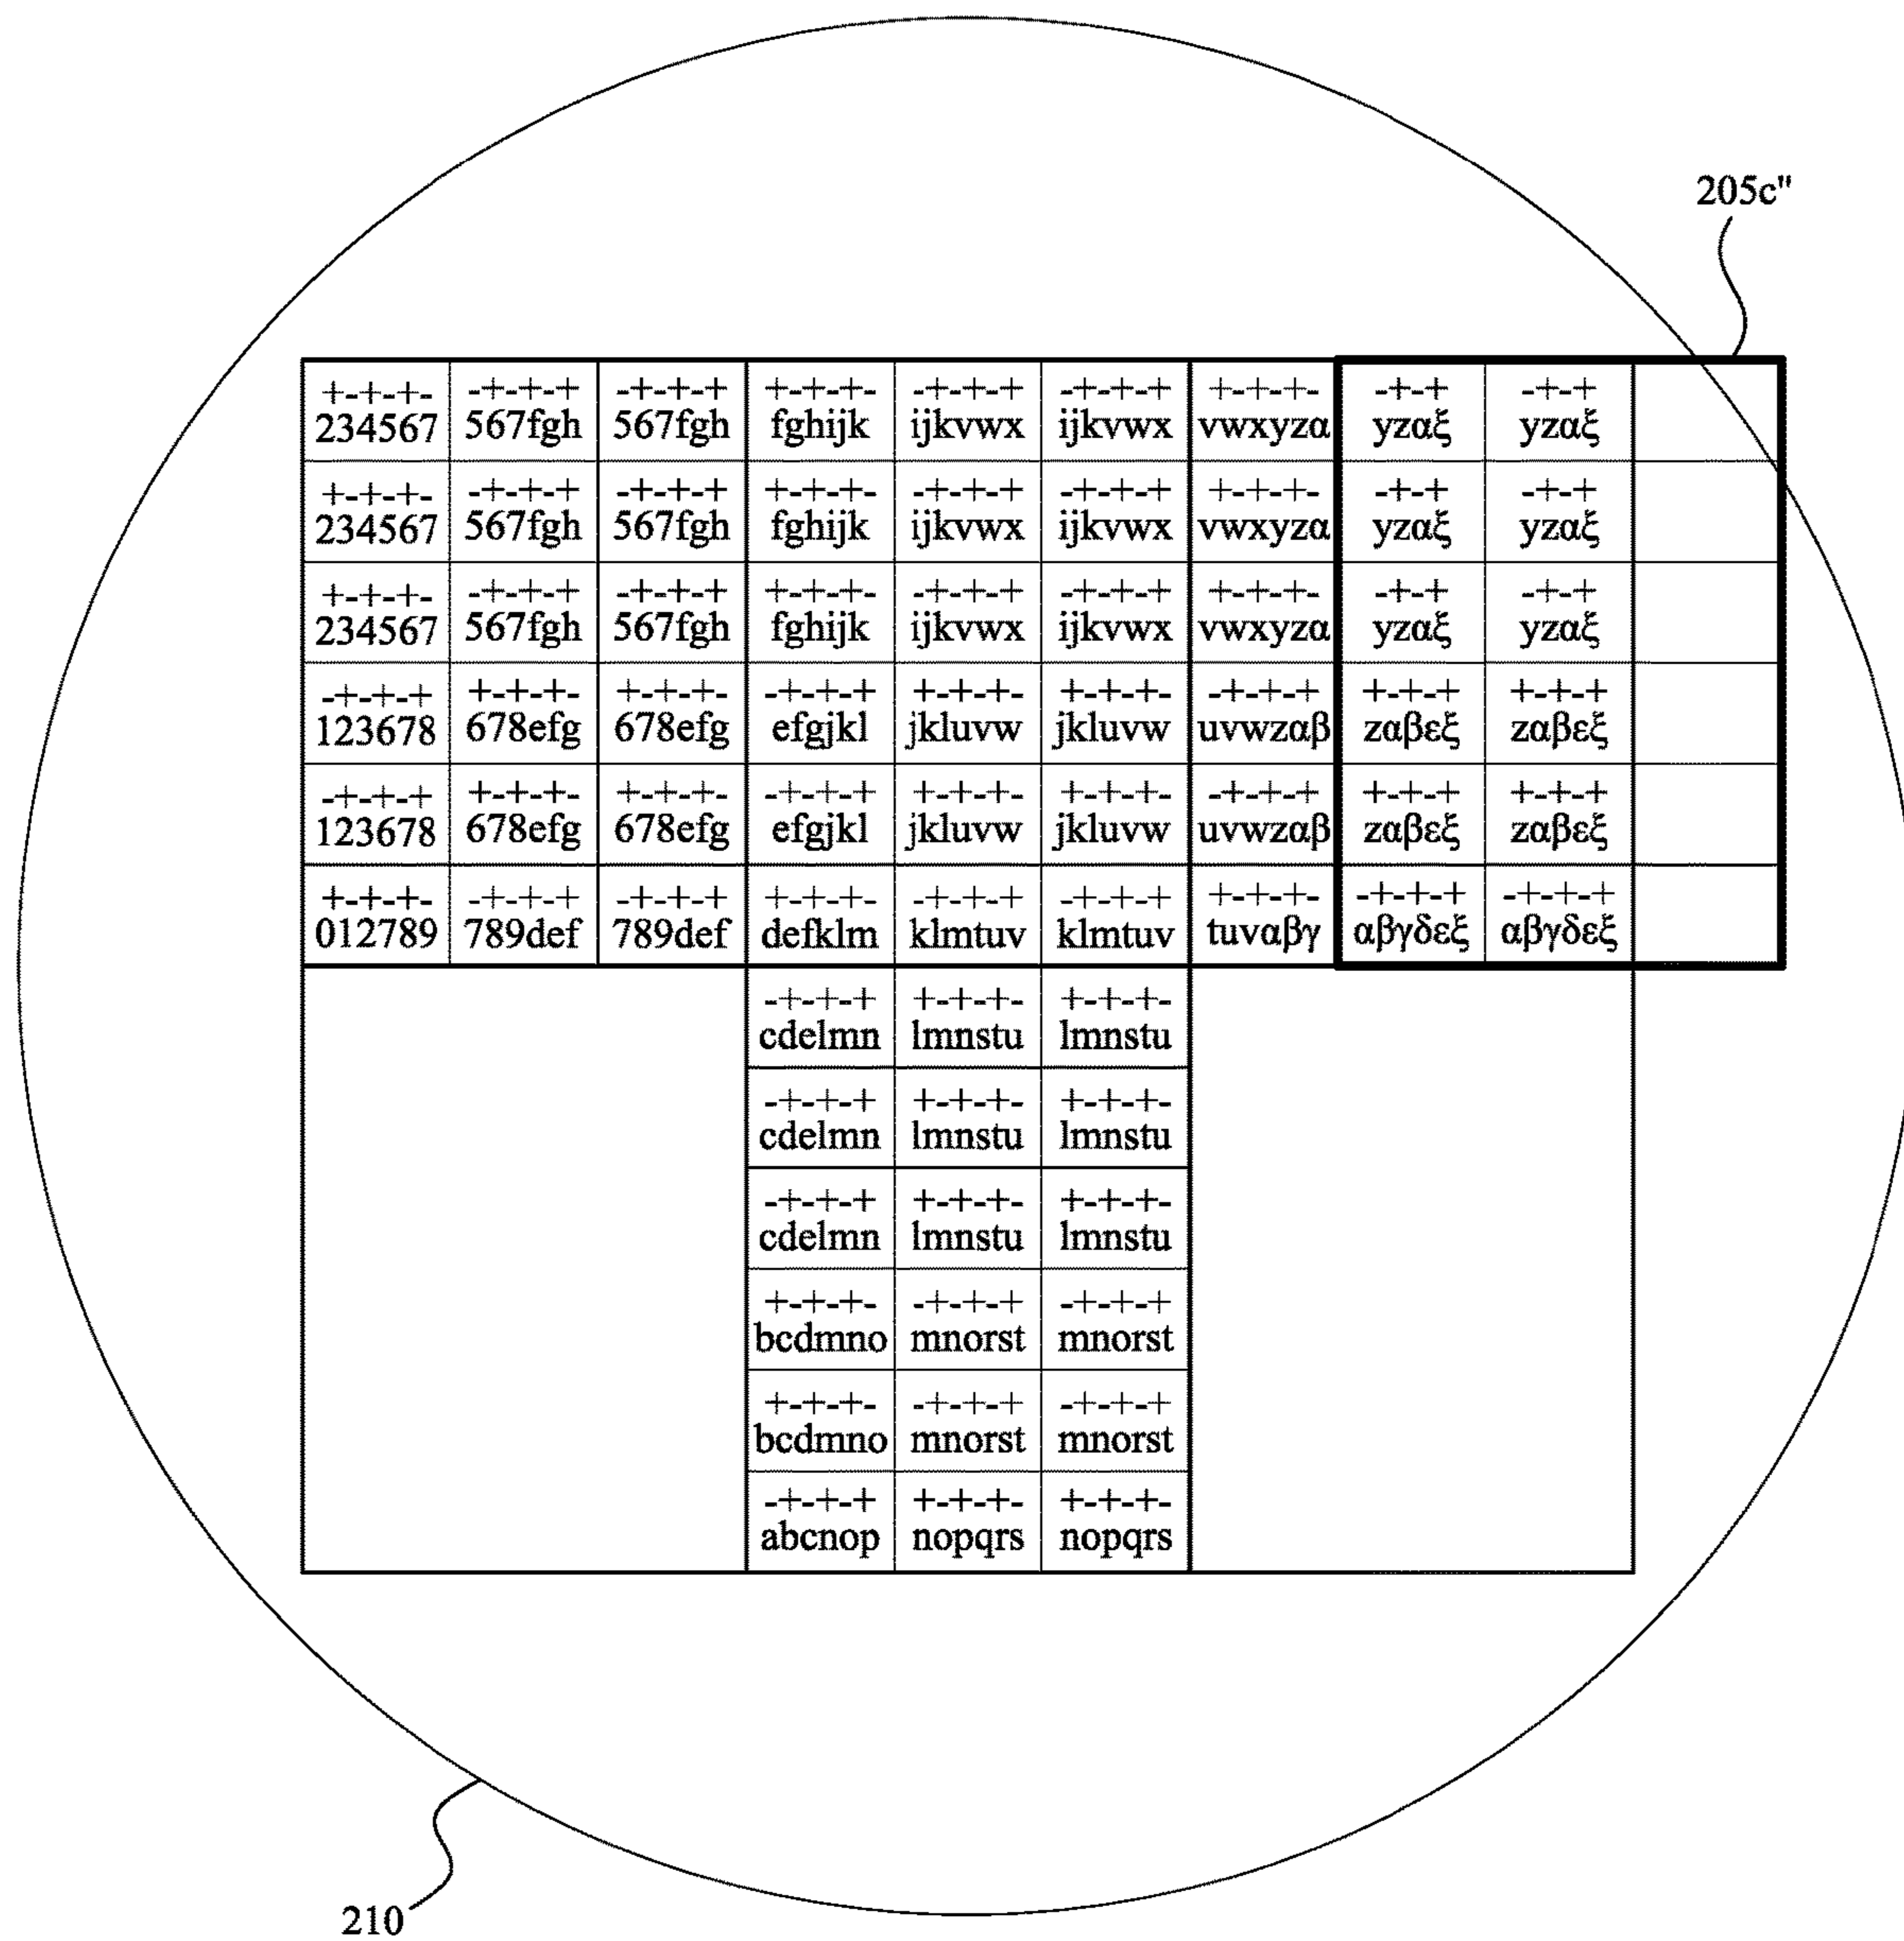 205c"
+-+-+- -+-+-+ -+-+-+ +-+-+- -+-+-+ -+-+-+ +-+-+- -+-+ -+-+
234567 567fgh 567fgh fghijk ijkvwx ijkvwx vwxyzα yzαξ yzαξ
+-+-+- -+-+-+ -+-+-+ +-+-+- -+-+-+ -+-+-+ +-+-+- -+-+ -+-+
234567 567fgh 567fgh fghijk ijkvwx ijkvwx vwxyzα yzαξ yzαξ
+-+-+- -+-+-+ -+-+-+ +-+-+- -+-+-+ -+-+-+ +-+-+- -+-+ -+-+
234567 567fgh 567fgh fghijk ijkvwx ijkvwx vwxyzα yzαξ yzαξ
-+-+-+ +-+-+- +-+-+- -+-+-+ +-+-+- +-+-+- -+-+-+ +-+-+ +-+-+
123678 678efg 678efg efgjkl jkluvw jkluvw uvwzαβ zαβεξ zαβεξ
-+-+-+ +-+-+- +-+-+- -+-+-+ +-+-+- +-+-+- -+-+-+ +-+-+ +-+-+
123678 678efg 678efg efgjkl jkluvw jkluvw uvwzαβ zαβεξ zαβεξ
+-+-+- -+-+-+ -+-+-+ +-+-+- -+-+-+ -+-+-+ +-+-+- -+-+-+ -+-+-+
012789 789def 789def defklm klmtuv klmtuv tuvαβγ αβγδεξ αβγδεξ
-+-+-+ +-+-+- +-+-+-
cdelmn lmnstu lmnstu
-+-+-+ +-+-+- +-+-+-
cdelmn lmnstu lmnstu
-+-+-+ +-+-+- +-+-+-
cdelmn lmnstu lmnstu
+-+-+- -+-+-+ -+-+-+
bcdmno mnorst mnorst
+-+-+- -+-+-+ -+-+-+
bcdmno mnorst mnorst
-+-+-+ +-+-+- +-+-+-
abcnop nopqrs nopqrs
210